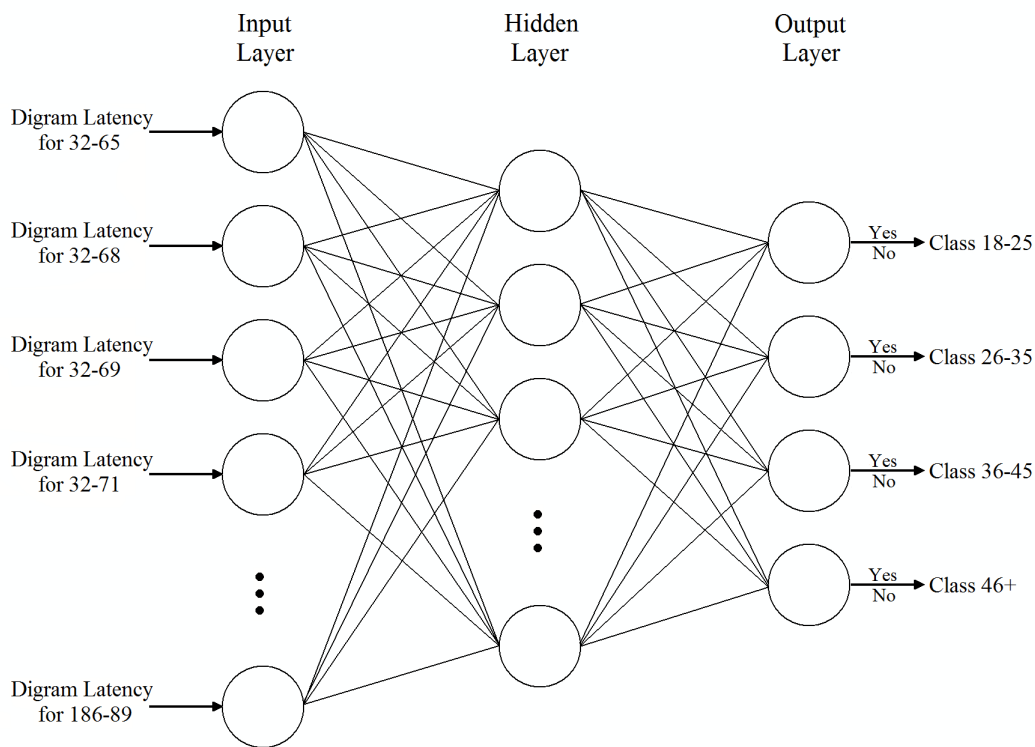 Input
Layer
Hidden
Layer
Output
Layer
Digram Latency
for 32-65
Digram Latency
for 32-68
Digram Latency
for 32-69
Digram Latency
for 32-71
Digram Latency
for 186-89
Yes
No
Class 18-25
Yes
No
Class 26-35
Yes
No
Class 36-45
Yes
No
Class 46+